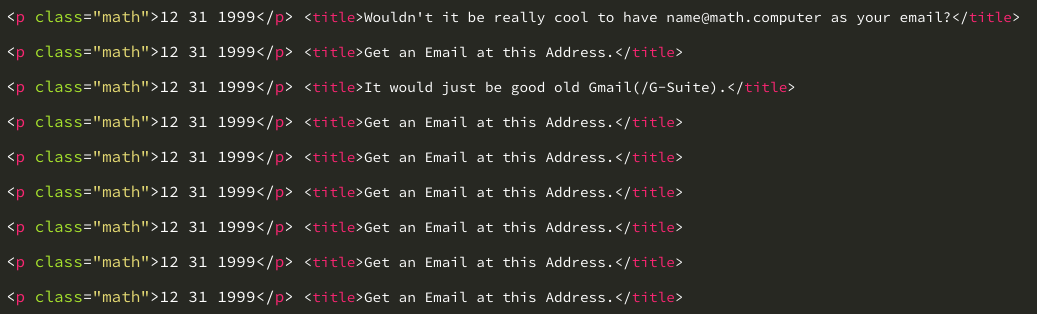 <p class="math">12 31 1999</p> <title>Wouldn't it be really cool to have name@math.computer as your email?</title>
<p class="math">12 31 1999</p> <title>Get an Email at this Address.</title>
<p class="math">12 31 1999</p> <title>It would just be good old Gmail(/G-Suite).</title>
<p class="math">12 31 1999</p> <title>Get an Email at this Address.</title>
<p class="math">12 31 1999</p> <title>Get an Email at this Address.</title>
<p class="math">12 31 1999</p> <title>Get an Email at this Address.</title>
<p class="math">12 31 1999</p> <title>Get an Email at this Address.</title>
<p class="math">12 31 1999</p> <title>Get an Email at this Address.</title>
<p class="math">12 31 1999</p> <title>Get an Email at this Address.</title>